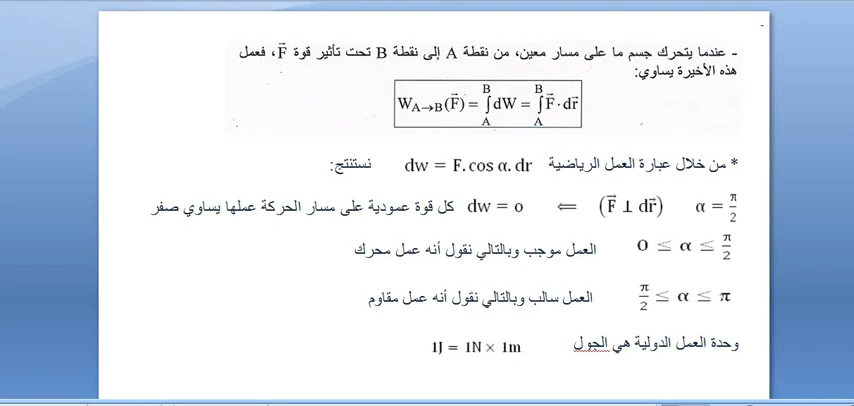 - عندما يتحرك جسم ما على مسار معين، من نقطة A إلى نقطة B تحت تأثير قوة F⃗، فعمل
هذه الأخيرة يساوي:
W_{A→B}(F⃗) = ∫_A^B dW = ∫_A^B F⃗ · dr⃗
* من خلال عبارة العمل الرياضية dw = F. cos α. dr نستنتج:
α = π/2 (F⃗ ⊥ dr⃗) ⇐ dw = o كل قوة عمودية على مسار الحركة عملها يساوي صفر
0 ≤ α ≤ π/2 العمل موجب وبالتالي نقول أنه عمل محرك
π/2 ≤ α ≤ π العمل سالب وبالتالي نقول أنه عمل مقاوم
وحدة العمل الدولية هي الجول 1J = 1N × 1m